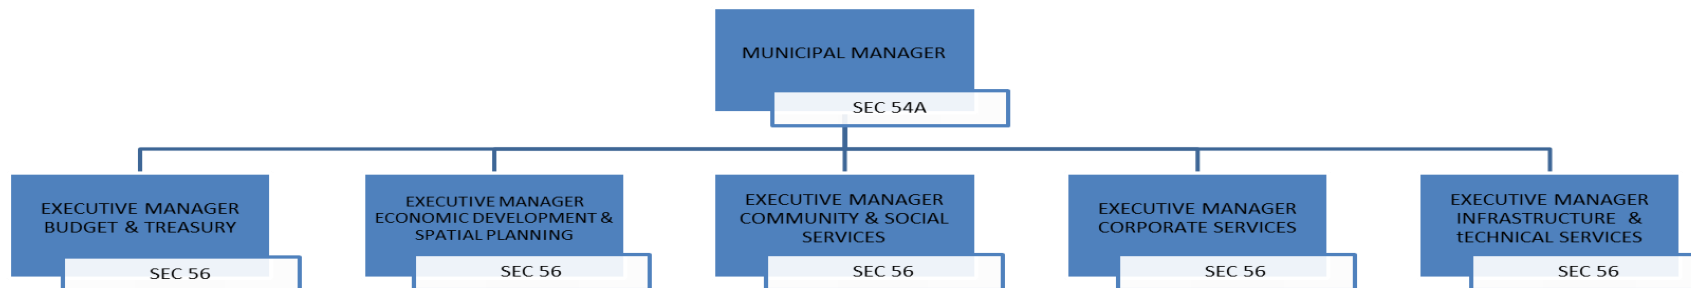 MUNICIPAL MANAGER
SEC 54A
EXECUTIVE MANAGER
BUDGET & TREASURY
SEC 56
EXECUTIVE MANAGER
ECONOMIC DEVELOPMENT &
SPATIAL PLANNING
SEC 56
EXECUTIVE MANAGER
COMMUNITY & SOCIAL
SERVICES
SEC 56
EXECUTIVE MANAGER
CORPORATE SERVICES
SEC 56
EXECUTIVE MANAGER
INFRASTRUCTURE &
tECHNICAL SERVICES
SEC 56